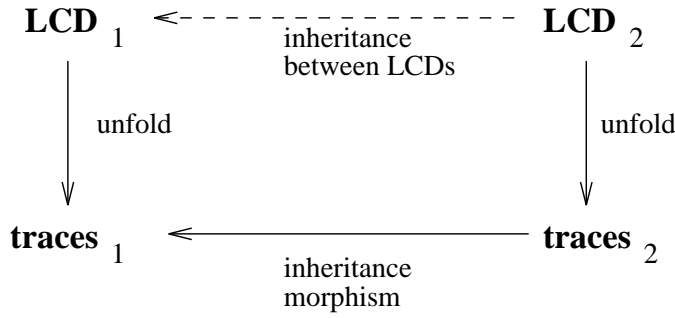 LCD 1
LCD 2
inheritance
between LCDs
unfold
unfold
traces 1
traces 2
inheritance
morphism